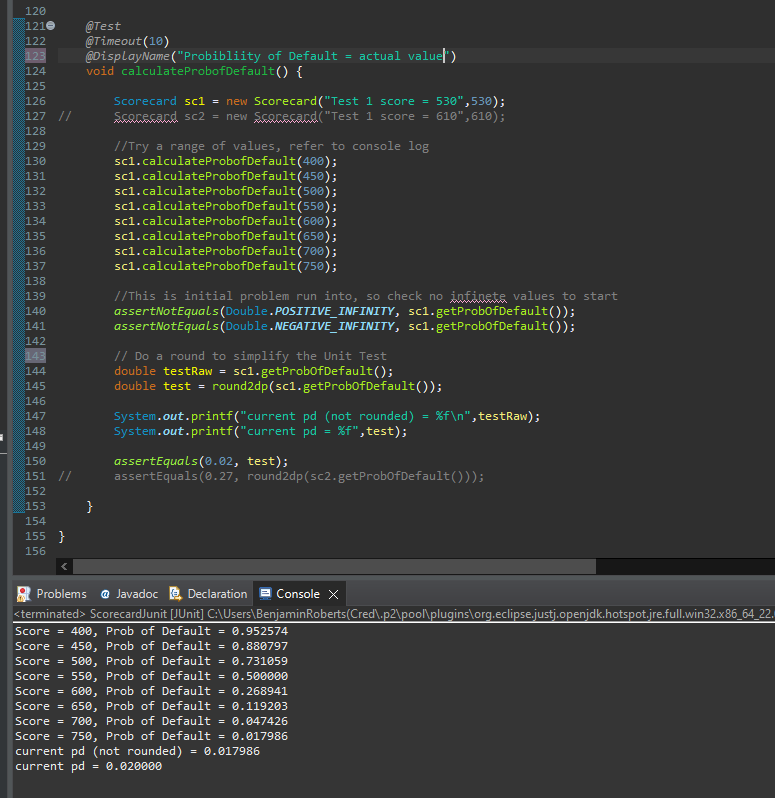 120
121 @Test
122 @Timeout(10)
123 @DisplayName("Probibliity of Default = actual value")
124 void calculateProbofDefault() {
125
126 Scorecard sc1 = new Scorecard("Test 1 score = 530",530);
127 // Scorecard sc2 = new Scorecard("Test 1 score = 610",610);
128
129 //Try a range of values, refer to console log
130 sc1.calculateProbofDefault(400);
131 sc1.calculateProbofDefault(450);
132 sc1.calculateProbofDefault(500);
133 sc1.calculateProbofDefault(550);
134 sc1.calculateProbofDefault(600);
135 sc1.calculateProbofDefault(650);
136 sc1.calculateProbofDefault(700);
137 sc1.calculateProbofDefault(750);
138
139 //This is initial problem run into, so check no infinete values to start
140 assertNotEquals(Double.POSITIVE_INFINITY, sc1.getProbOfDefault());
141 assertNotEquals(Double.NEGATIVE_INFINITY, sc1.getProbOfDefault());
142
143 // Do a round to simplify the Unit Test
144 double testRaw = sc1.getProbOfDefault();
145 double test = round2dp(sc1.getProbOfDefault());
146
147 System.out.printf("current pd (not rounded) = %f\n",testRaw);
148 System.out.printf("current pd = %f",test);
149
150 assertEquals(0.02, test);
151 // assertEquals(0.27, round2dp(sc2.getProbOfDefault()));
152
153 }
154
155 }
156
Problems Javadoc Declaration Console
<terminated> ScorecardJunit [JUnit] C:\Users\BenjaminRoberts(Cred\.p2\pool\plugins\org.eclipse.justj.openjdk.hotspot.jre.full.win32.x86_64_22.
Score = 400, Prob of Default = 0.952574
Score = 450, Prob of Default = 0.880797
Score = 500, Prob of Default = 0.731059
Score = 550, Prob of Default = 0.500000
Score = 600, Prob of Default = 0.268941
Score = 650, Prob of Default = 0.119203
Score = 700, Prob of Default = 0.047426
Score = 750, Prob of Default = 0.017986
current pd (not rounded) = 0.017986
current pd = 0.020000